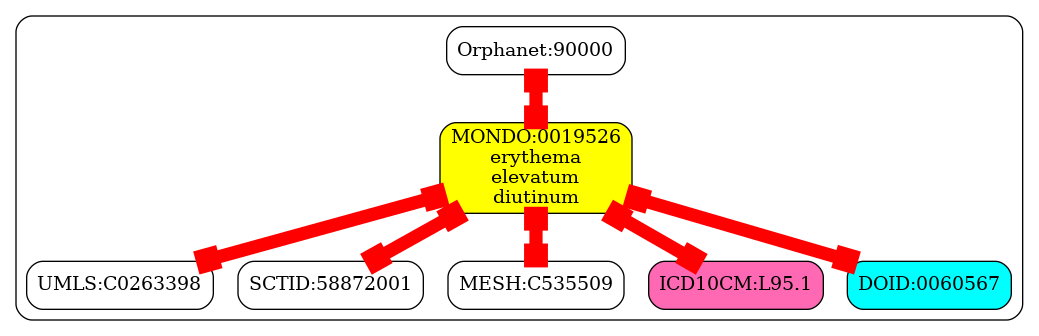 Orphanet:90000
MONDO:0019526
erythema
elevatum
diutinum
UMLS:C0263398
SCTID:58872001
MESH:C535509
ICD10CM:L95.1
DOID:0060567